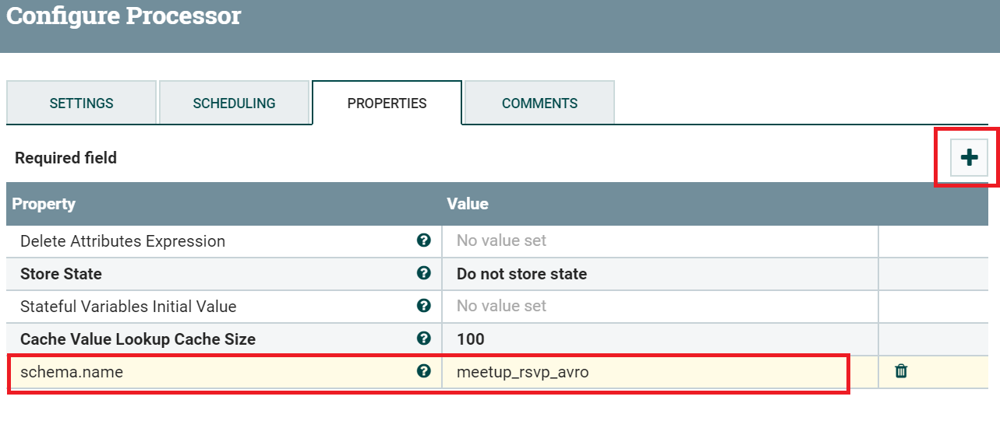 Configure Processor
SETTINGS SCHEDULING PROPERTIES COMMENTS
Required field
Property Value
Delete Attributes Expression No value set
Store State Do not store state
Stateful Variables Initial Value No value set
Cache Value Lookup Cache Size 100
schema.name meetup_rsvp_avro